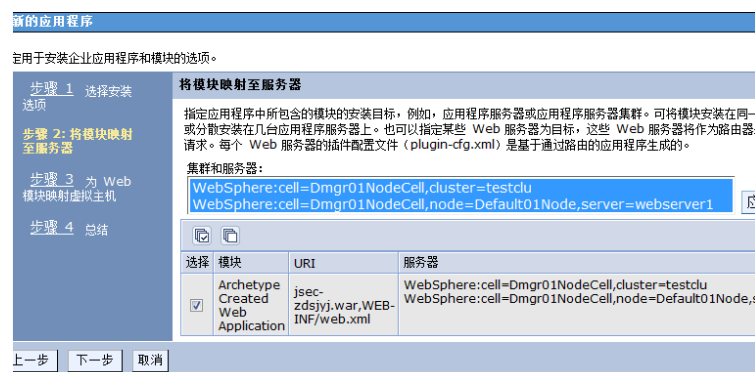 新的应用程序
定用于安装企业应用程序和模块的选项。
步骤 1 选择安装
选项
步骤 2: 将模块映射
至服务器
步骤 3 为 Web
模块映射虚拟主机
步骤 4 总结
将模块映射至服务器
指定应用程序中所包含的模块的安装目标，例如，应用程序服务器或应用程序服务器集群。可将模块安装在同一
或分散安装在几台应用程序服务器上。也可以指定某些 Web 服务器为目标，这些 Web 服务器将作为路由器
请求。每个 Web 服务器的插件配置文件（plugin-cfg.xml）是基于通过路由的应用程序生成的。
集群和服务器：
WebSphere:cell=Dmgr01NodeCell,cluster=testclu
WebSphere:cell=Dmgr01NodeCell,node=Default01Node,server=webserver1
选择 模块 URI 服务器
Archetype
Created
Web
Application
jsec-
zdsjyj.war,WEB-
INF/web.xml
WebSphere:cell=Dmgr01NodeCell,cluster=testclu
WebSphere:cell=Dmgr01NodeCell,node=Default01Node,s
上一步 下一步 取消